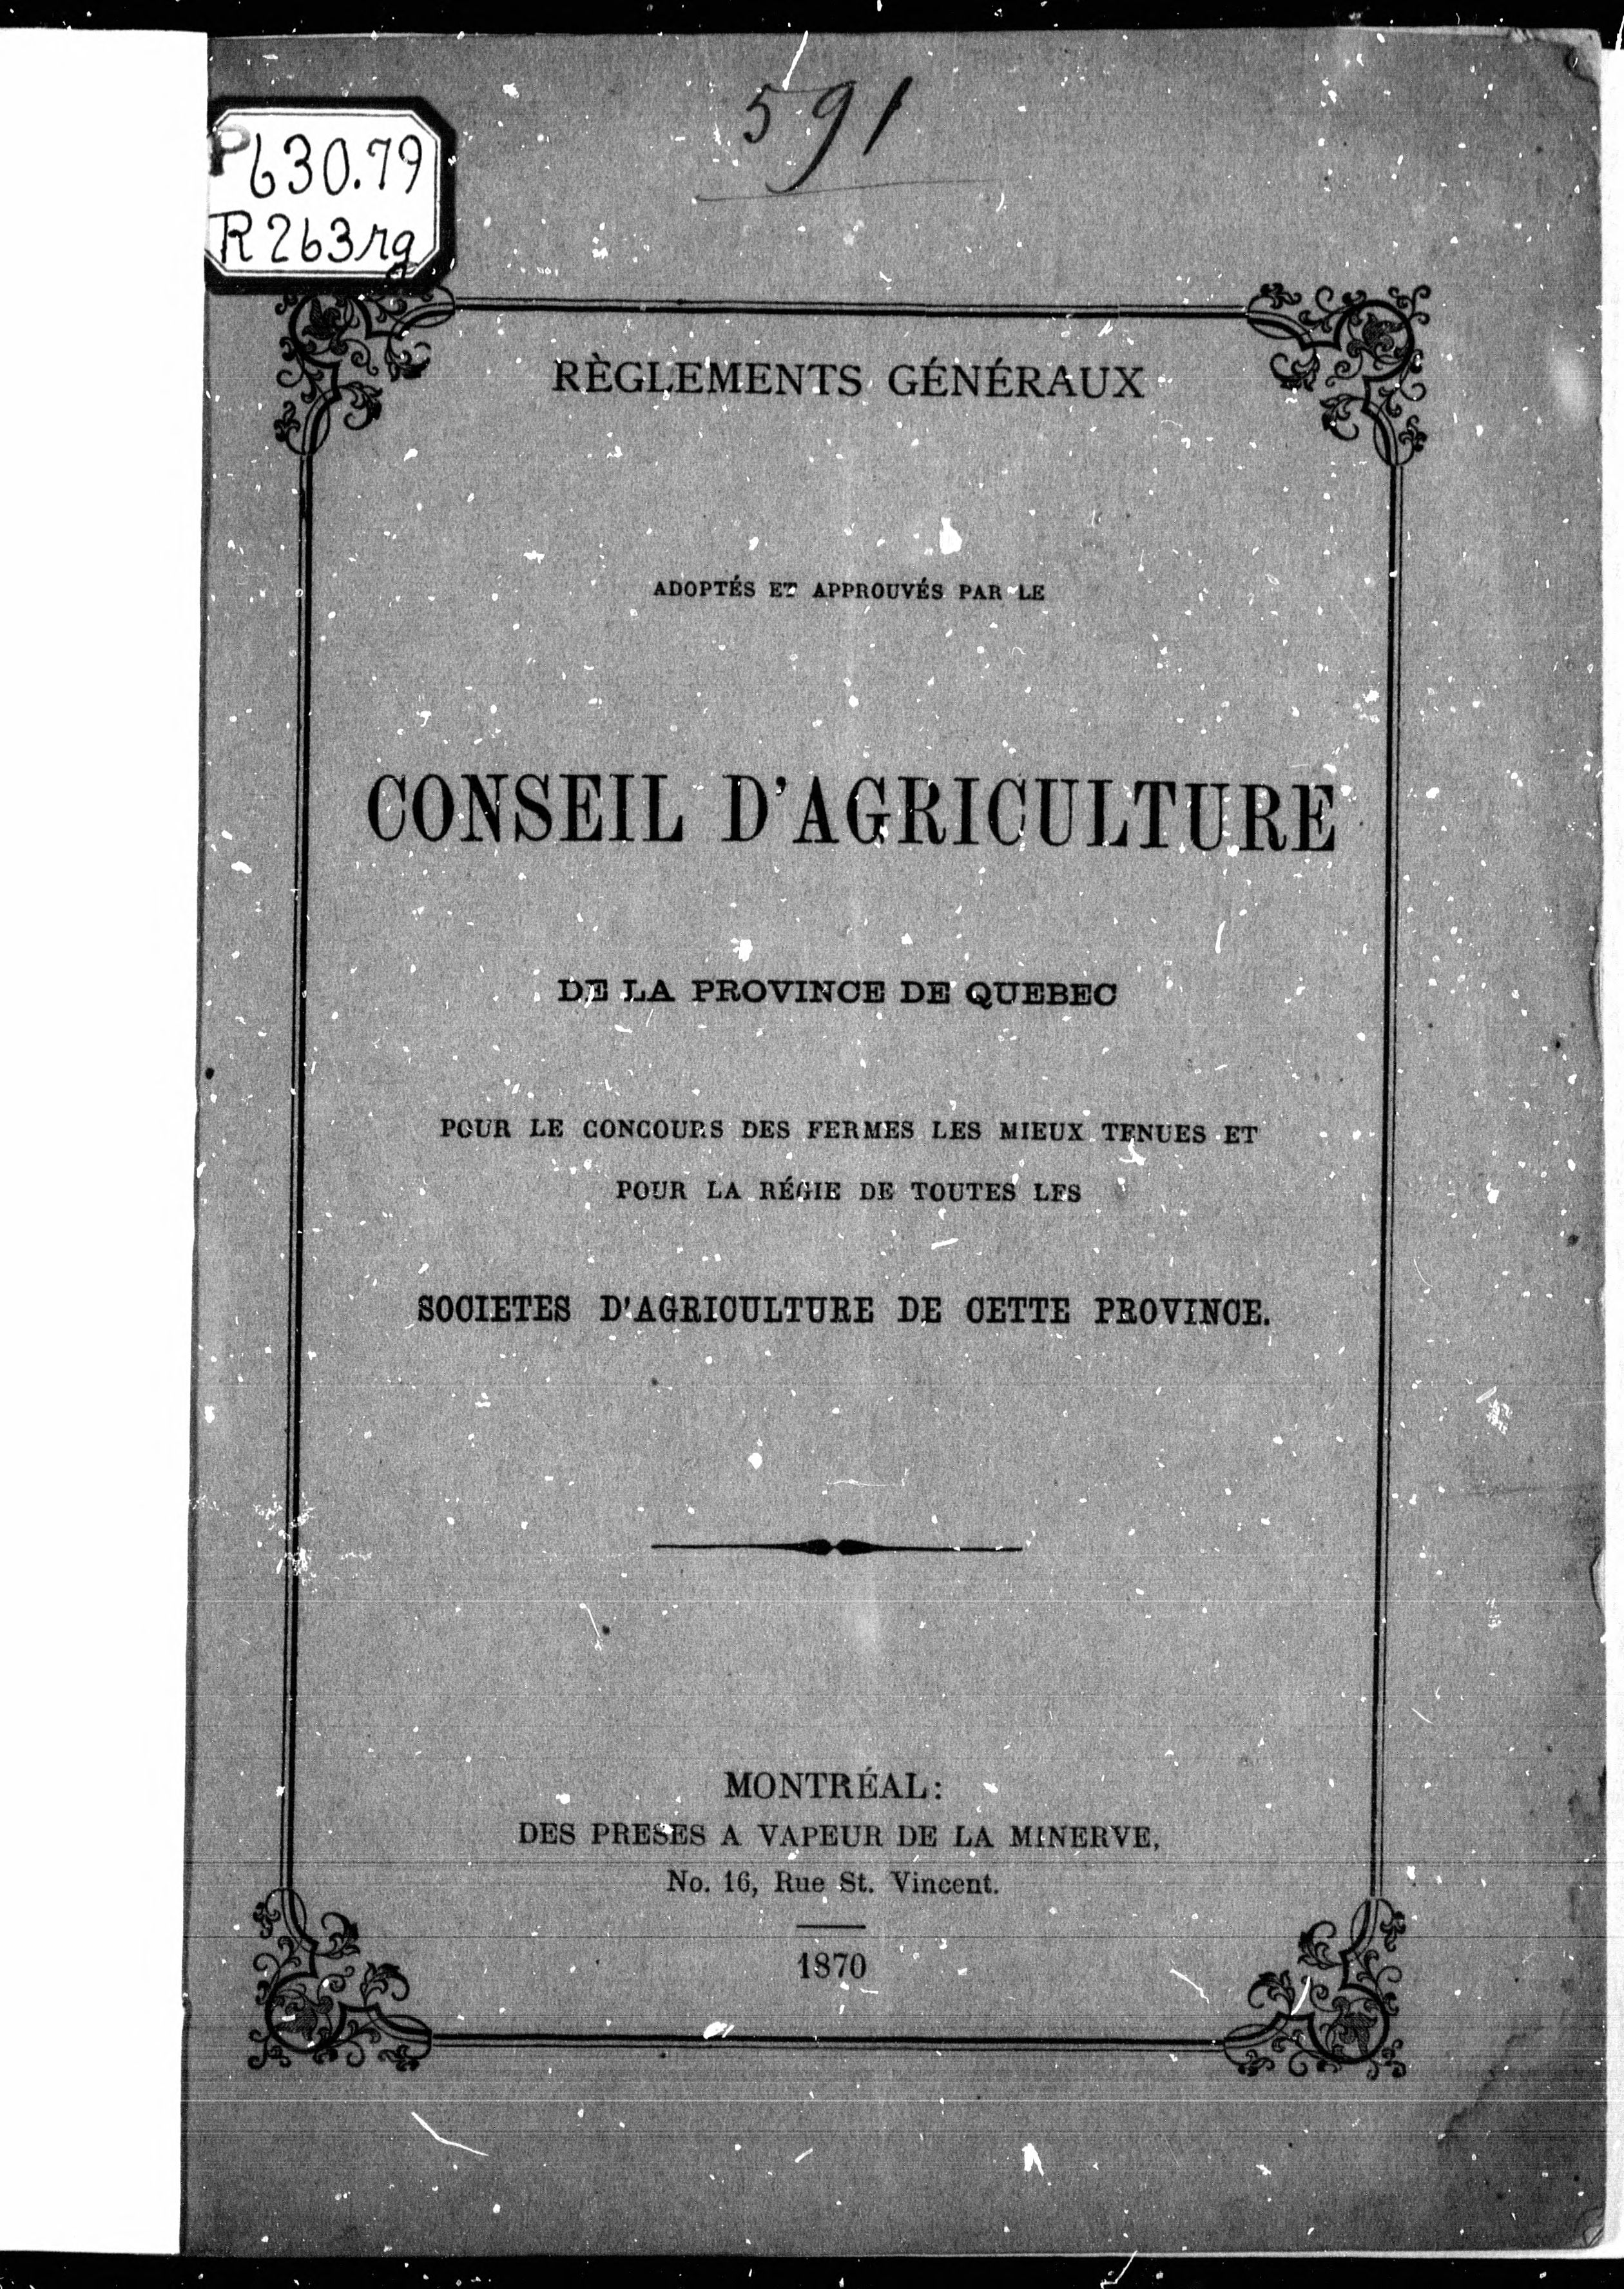 591
P630.79
R263rg
RÈGLEMENTS GÉNÉRAUX
ADOPTÉS ET APPROUVÉS PAR LE
CONSEIL D'AGRICULTURE
DE LA PROVINCE DE QUEBEC
POUR LE CONCOURS DES FERMES LES MIEUX TENUES ET
POUR LA RÉGIE DE TOUTES LES
SOCIETES D'AGRICULTURE DE CETTE PROVINCE.
MONTRÉAL:
DES PRESES A VAPEUR DE LA MINERVE,
No. 16, Rue St. Vincent.
1870